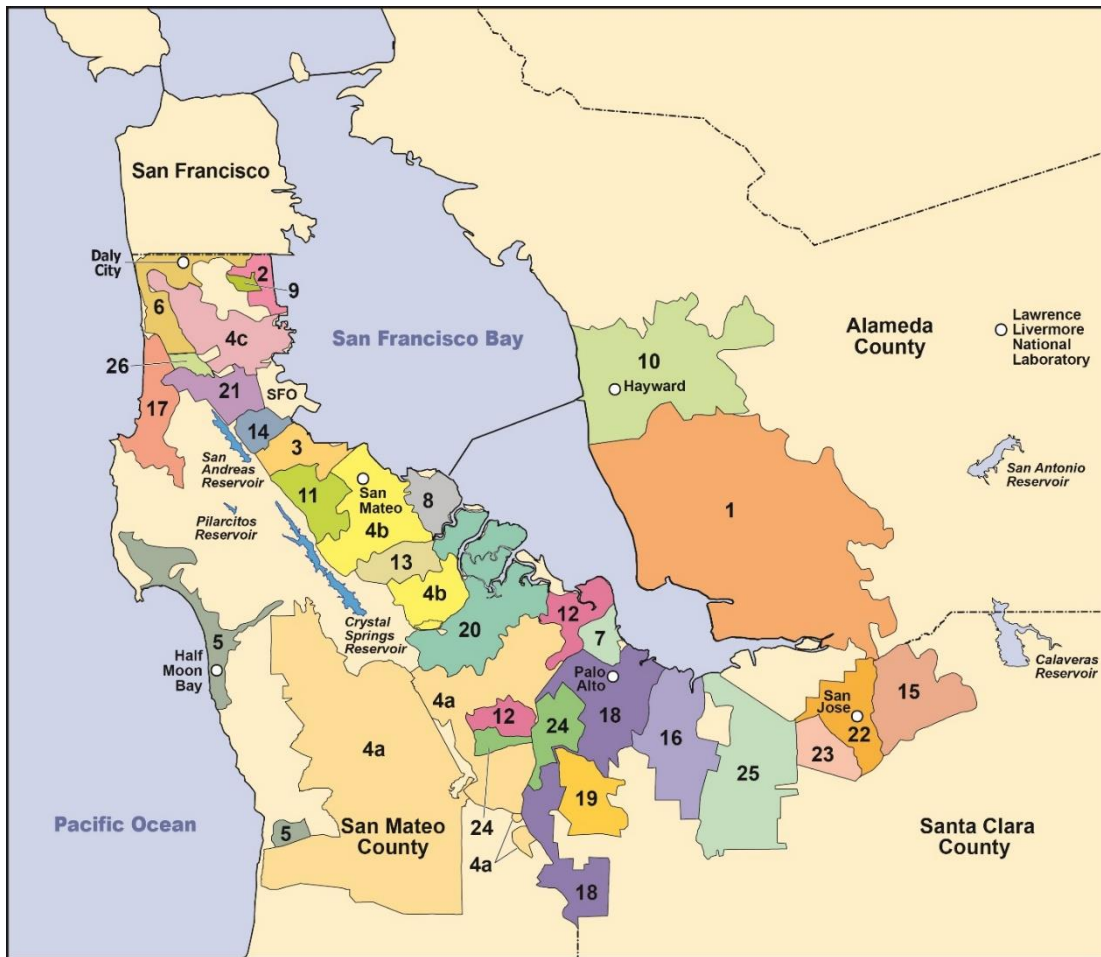 San Francisco
Daly
City
2
9
6
4c
San Francisco Bay
Alameda
County
Lawrence
Livermore
National
Laboratory
10
Hayward
26
21
SFO
17
14
3
San
Andreas
Reservoir
11
San
Mateo
8
San Antonio
Reservoir
1
Pilarcitos
Reservoir
4b
13
4b
12
20
7
Crystal
Springs
Reservoir
5
Half
Moon
Bay
Palo
Alto
Calaveras
Reservoir
4a
12
24
18
16
San
Jose
22
15
4a
25
23
19
Pacific Ocean
5
San Mateo
County
24
4a
Santa Clara
County
18